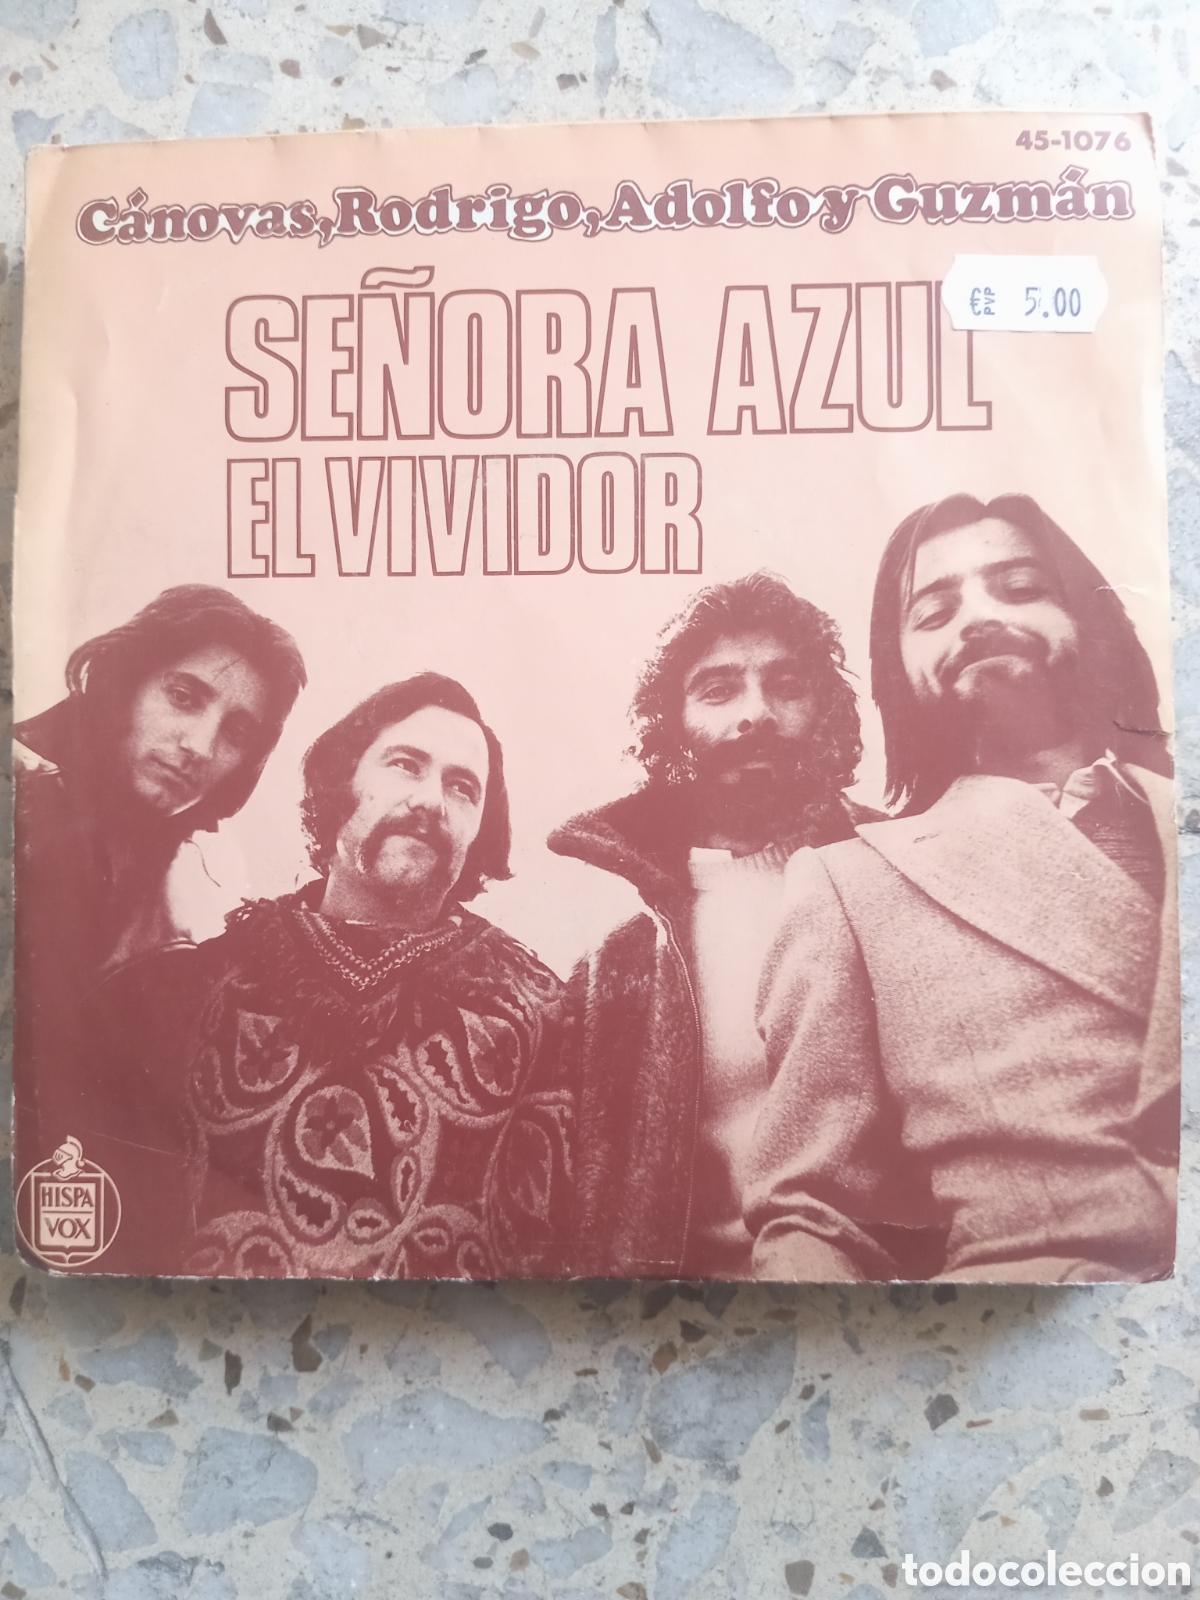 45-1076
Cánovas, Rodrigo, Adolfo y Guzmán
SEÑORA AZUL
€ PVP 5.00
EL VIVIDOR
HISPA
VOX
todocoleccion